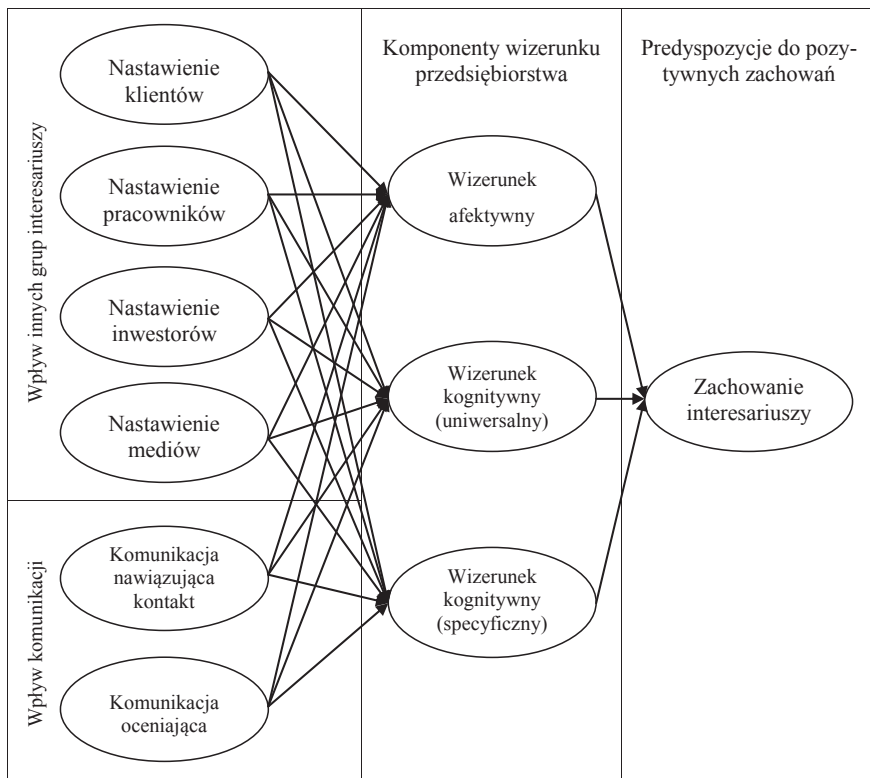 Wpływ innych grup interesariuszy
Nastawienie
klientów
Nastawienie
pracowników
Nastawienie
inwestorów
Nastawienie
mediów
Wpływ komunikacji
Komunikacja
nawiązująca
kontakt
Komunikacja
oceniająca
Komponenty wizerunku
przedsiębiorstwa
Wizerunek
afektywny
Wizerunek
kognitywny
(uniwersalny)
Wizerunek
kognitywny
(specyficzny)
Predyspozycje do pozy-
tywnych zachowań
Zachowanie
interesariuszy